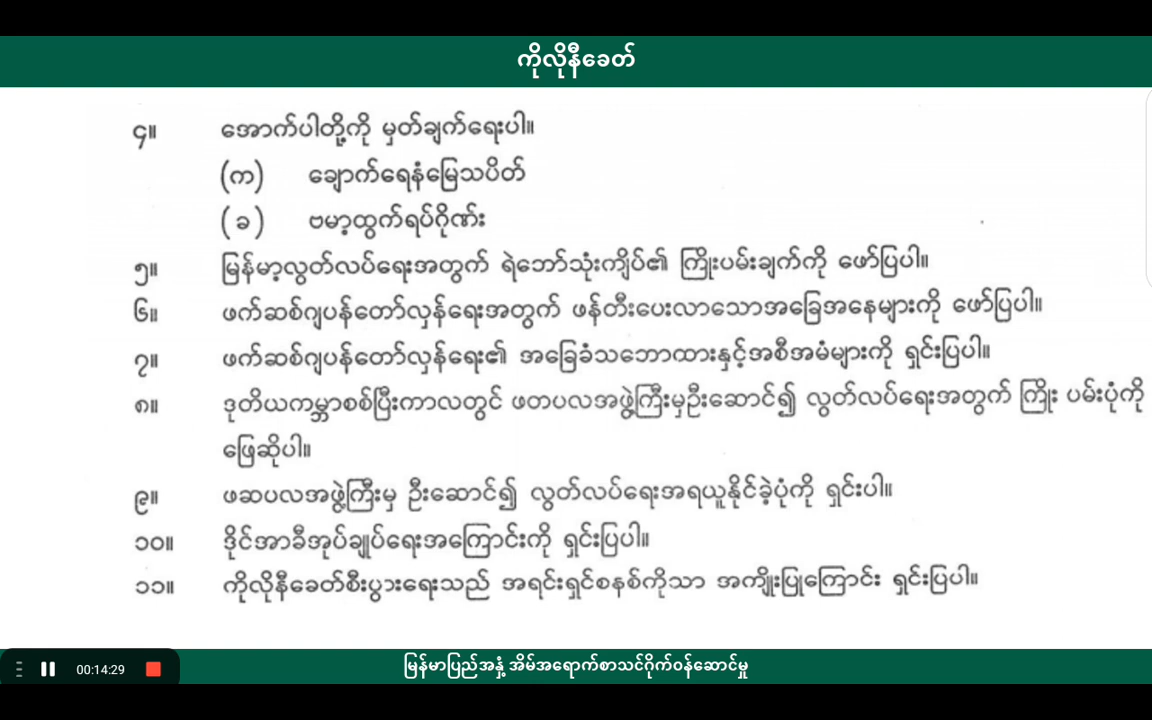 ကိုလိုနီခေတ်
၄။ အောက်ပါတို့ကို မှတ်ချက်ရေးပါ။
(က) ချောက်ရေနံမြေသပိတ်
(ခ) ဗမာ့ထွက်ရပ်ဂိုဏ်း
၅။ မြန်မာ့လွတ်လပ်ရေးအတွက် ရဲဘော်သုံးကျိပ်၏ ကြိုးပမ်းချက်ကို ဖော်ပြပါ။
၆။ ဖက်ဆစ်ဂျပန်တော်လှန်ရေးအတွက် ဖန်တီးပေးလာသောအခြေအနေများကို ဖော်ပြပါ။
၇။ ဖက်ဆစ်ဂျပန်တော်လှန်ရေး၏ အခြေခံသဘောထားနှင့်အစီအမံများကို ရှင်းပြပါ။
၈။ ဒုတိယကမ္ဘာစစ်ပြီးကာလတွင် ဖတပလအဖွဲ့ကြီးမှဦးဆောင်၍ လွတ်လပ်ရေးအတွက် ကြိုး ပမ်းပုံကို
ဖြေဆိုပါ။
၉။ ဖဆပလအဖွဲ့ကြီးမှ ဦးဆောင်၍ လွတ်လပ်ရေးအရယူနိုင်ခဲ့ပုံကို ရှင်းပါ။
၁၀။ ဒိုင်အာခီအုပ်ချုပ်ရေးအကြောင်းကို ရှင်းပြပါ။
၁၁။ ကိုလိုနီခေတ်စီးပွားရေးသည် အရင်းရှင်စနစ်ကိုသာ အကျိုးပြုကြောင်း ရှင်းပြပါ။
00:14:29
မြန်မာပြည်အနှံ့ အိမ်အရောက်စာသင်ဂိုက်ဝန်ဆောင်မှု